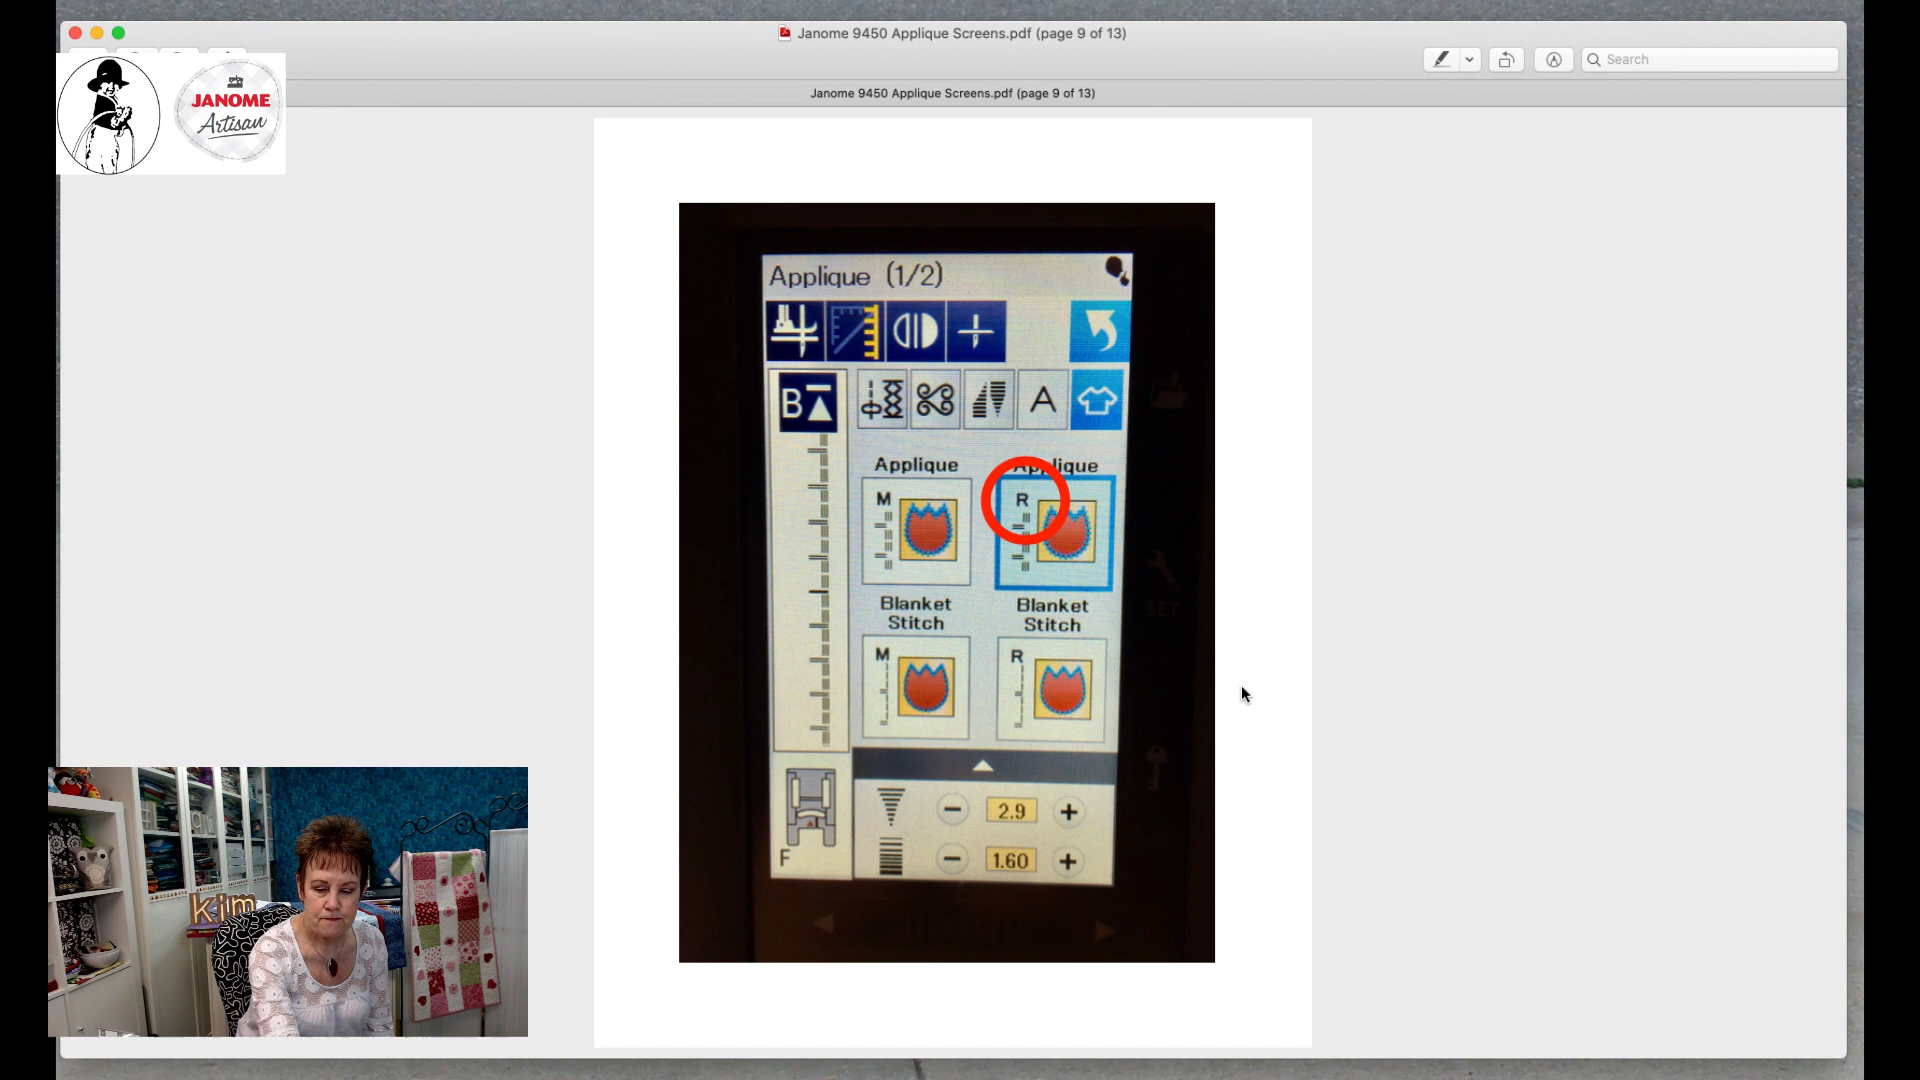 Janome 9450 Applique Screens.pdf (page 9 of 13)
Search
Janome 9450 Applique Screens.pdf (page 9 of 13)
JANOME
Artisan
Applique (1/2)
B
A
Applique
Applique
M
R
Blanket
Stitch
Blanket
Stitch
M
R
2.9
F
1.60
kim